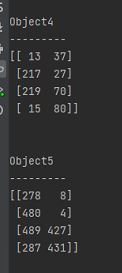 Object4
---------
[[ 13  37]
 [217  27]
 [219  70]
 [ 15  80]]
Object5
---------
[[278   8]
 [480   4]
 [489 427]
 [287 431]]